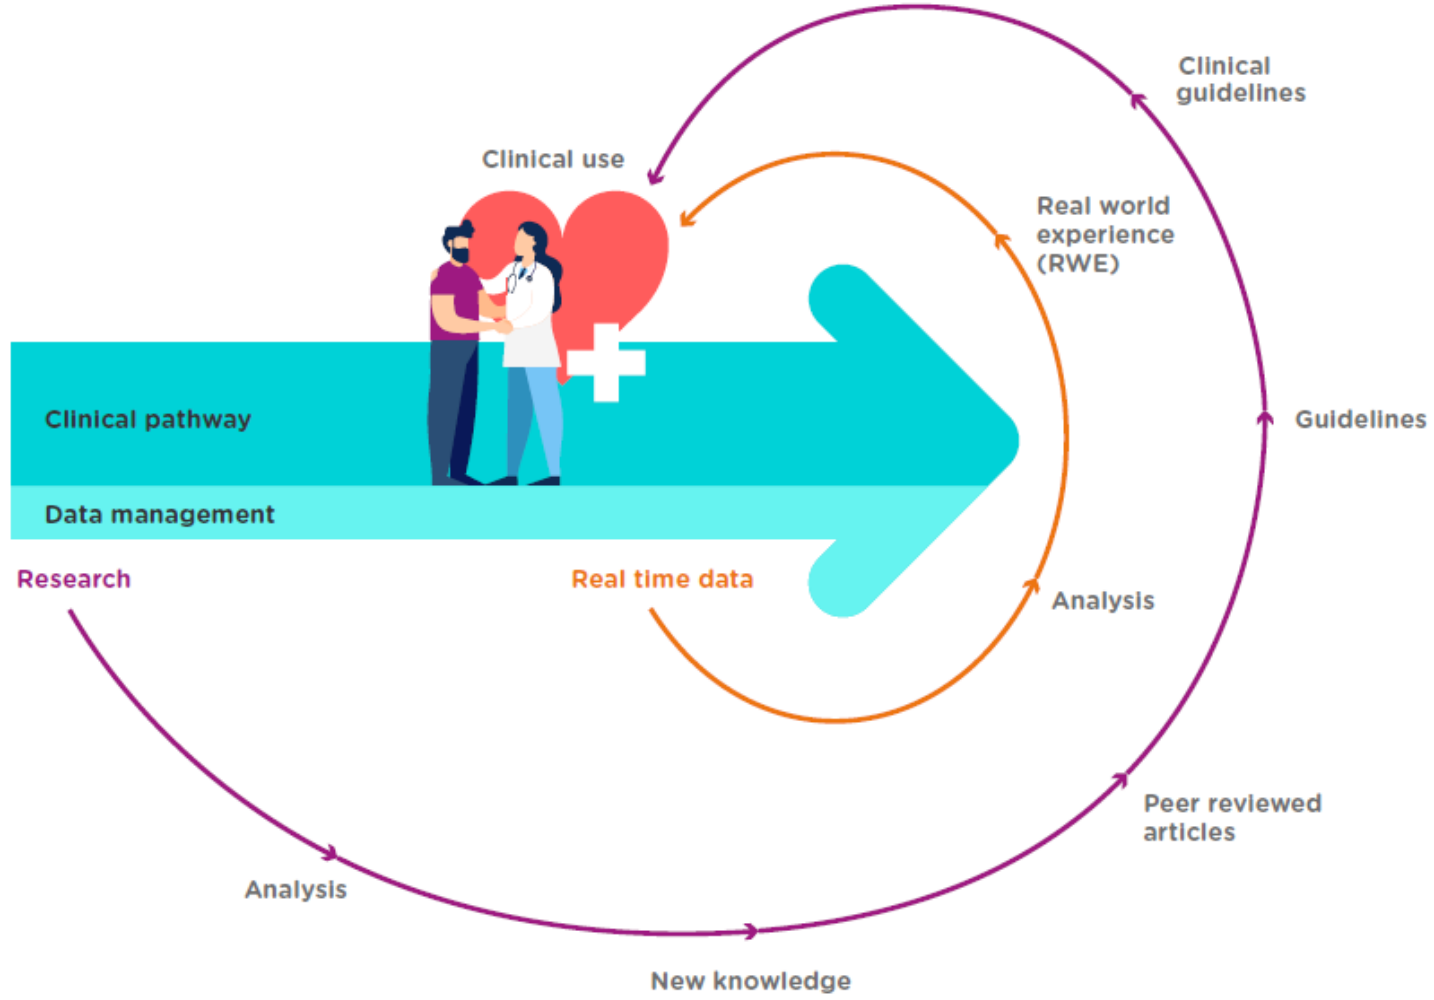 Clinical
guidelines
Clinical use
Real world
experience
(RWE)
Clinical pathway
Guidelines
Data management
Research
Real time data
Analysis
Peer reviewed
articles
Analysis
New knowledge